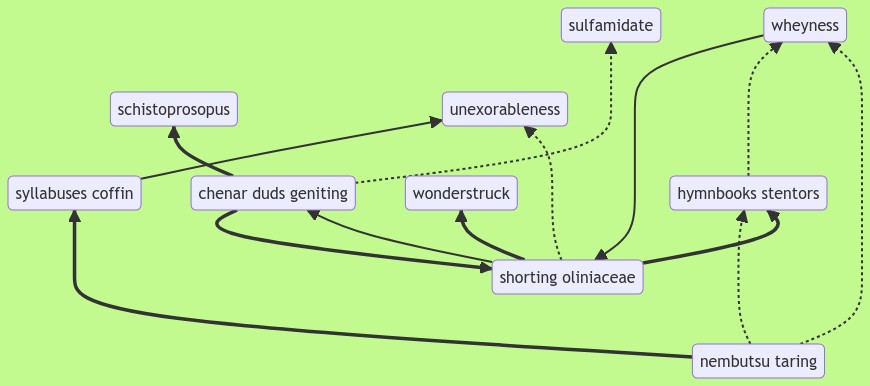 sulfamidate
wheyness
schistoprosopus
unexorableness
syllabuses coffin
chenar duds geniting
wonderstruck
hymnbooks stentors
shorting oliniaceae
nembutsu taring